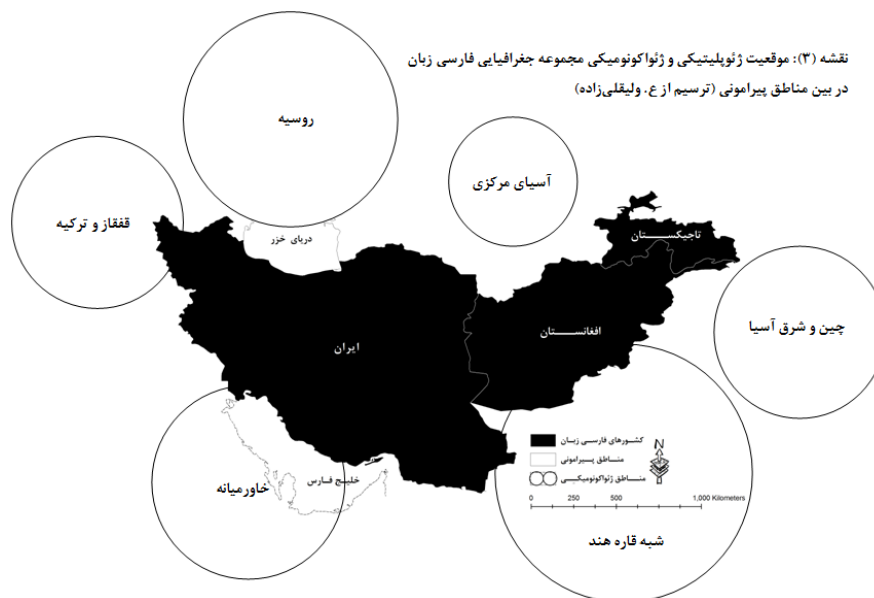 نقشه (۳): موقعیت ژئوپلیتیکی و ژئواکونومیکی مجموعه جغرافیایی فارسی زبان
در بین مناطق پیرامونی (ترسیم از ع. ولیقلی‌زاده)
روسیه
آسیای مرکزی
قفقاز و ترکیه
دریای خزر
تاجیکستان
چین و شرق آسیا
افغانستان
ایران
کشورهای فارسی زبان
مناطق پیرامونی
مناطق ژئواکونومیکی
N
0 250 500 1,000 Kilometers
خلیج فارس
خاورمیانه
شبه قاره هند